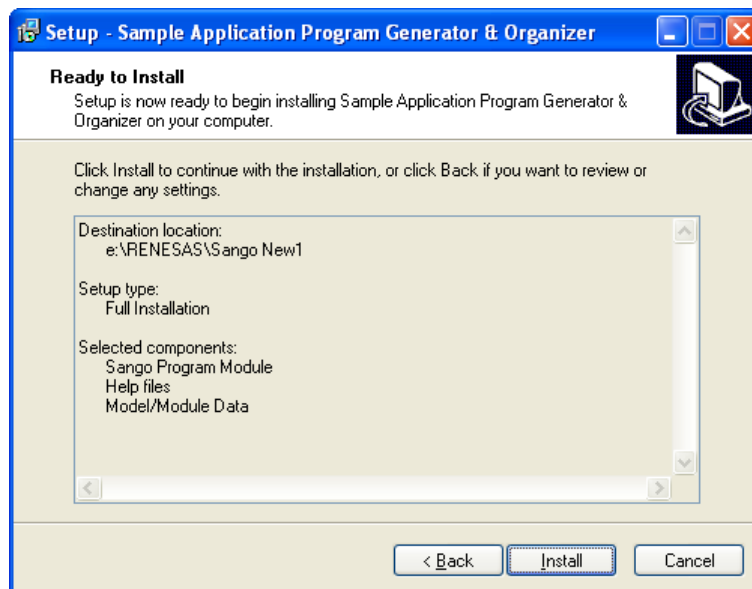 Setup - Sample Application Program Generator & Organizer
Ready to Install
Setup is now ready to begin installing Sample Application Program Generator &
Organizer on your computer.
Click Install to continue with the installation, or click Back if you want to review or
change any settings.
Destination location:
e:\RENESAS\Sango New1
Setup type:
Full Installation
Selected components:
Sango Program Module
Help files
Model/Module Data
< Back
Install
Cancel